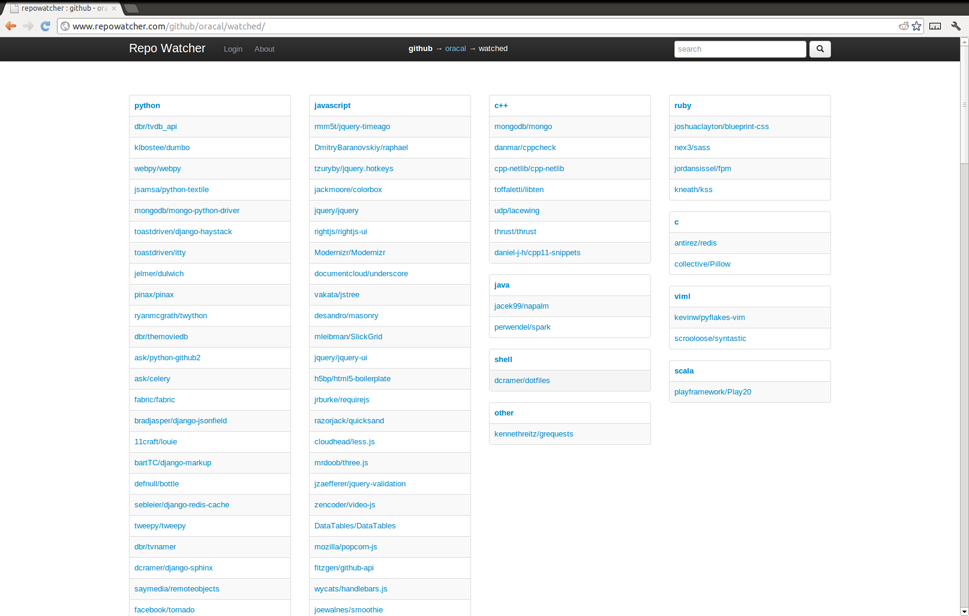 repowatcher : github - ora
www.repowatcher.com/github/oracal/watched/
Repo Watcher
Login
About
github → oracal → watched
search
python
dbr/tvdb_api
klbostee/dumbo
webpy/webpy
jsamsa/python-textile
mongodb/mongo-python-driver
toastdriven/django-haystack
toastdriven/itty
jelmer/dulwich
pinax/pinax
ryanmcgrath/twython
dbr/themoviedb
ask/python-github2
ask/celery
fabric/fabric
bradjasper/django-jsonfield
11craft/louie
bartTC/django-markup
defnull/bottle
sebleier/django-redis-cache
tweepy/tweepy
dbr/tvnamer
dcramer/django-sphinx
saymedia/remoteobjects
facebook/tornado
javascript
rmm5t/jquery-timeago
DmitryBaranovskiy/raphael
tzuryby/jquery.hotkeys
jackmoore/colorbox
jquery/jquery
rightjs/rightjs-ui
Modernizr/Modernizr
documentcloud/underscore
vakata/jstree
desandro/masonry
mleibman/SlickGrid
jquery/jquery-ui
h5bp/html5-boilerplate
jrburke/requirejs
razorjack/quicksand
cloudhead/less.js
mrdoob/three.js
jzaefferer/jquery-validation
zencoder/video-js
DataTables/DataTables
mozilla/popcorn-js
fitzgen/github-api
wycats/handlebars.js
joewalnes/smoothie
c++
mongodb/mongo
danmar/cppcheck
cpp-netlib/cpp-netlib
toffaletti/libten
udp/lacewing
thrust/thrust
daniel-j-h/cpp11-snippets
java
jacek99/napalm
perwendel/spark
shell
dcramer/dotfiles
other
kennethreitz/grequests
ruby
joshuaclayton/blueprint-css
nex3/sass
jordansissel/fpm
kneath/kss
c
antirez/redis
collective/Pillow
viml
kevinw/pyflakes-vim
scrooloose/syntastic
scala
playframework/Play20